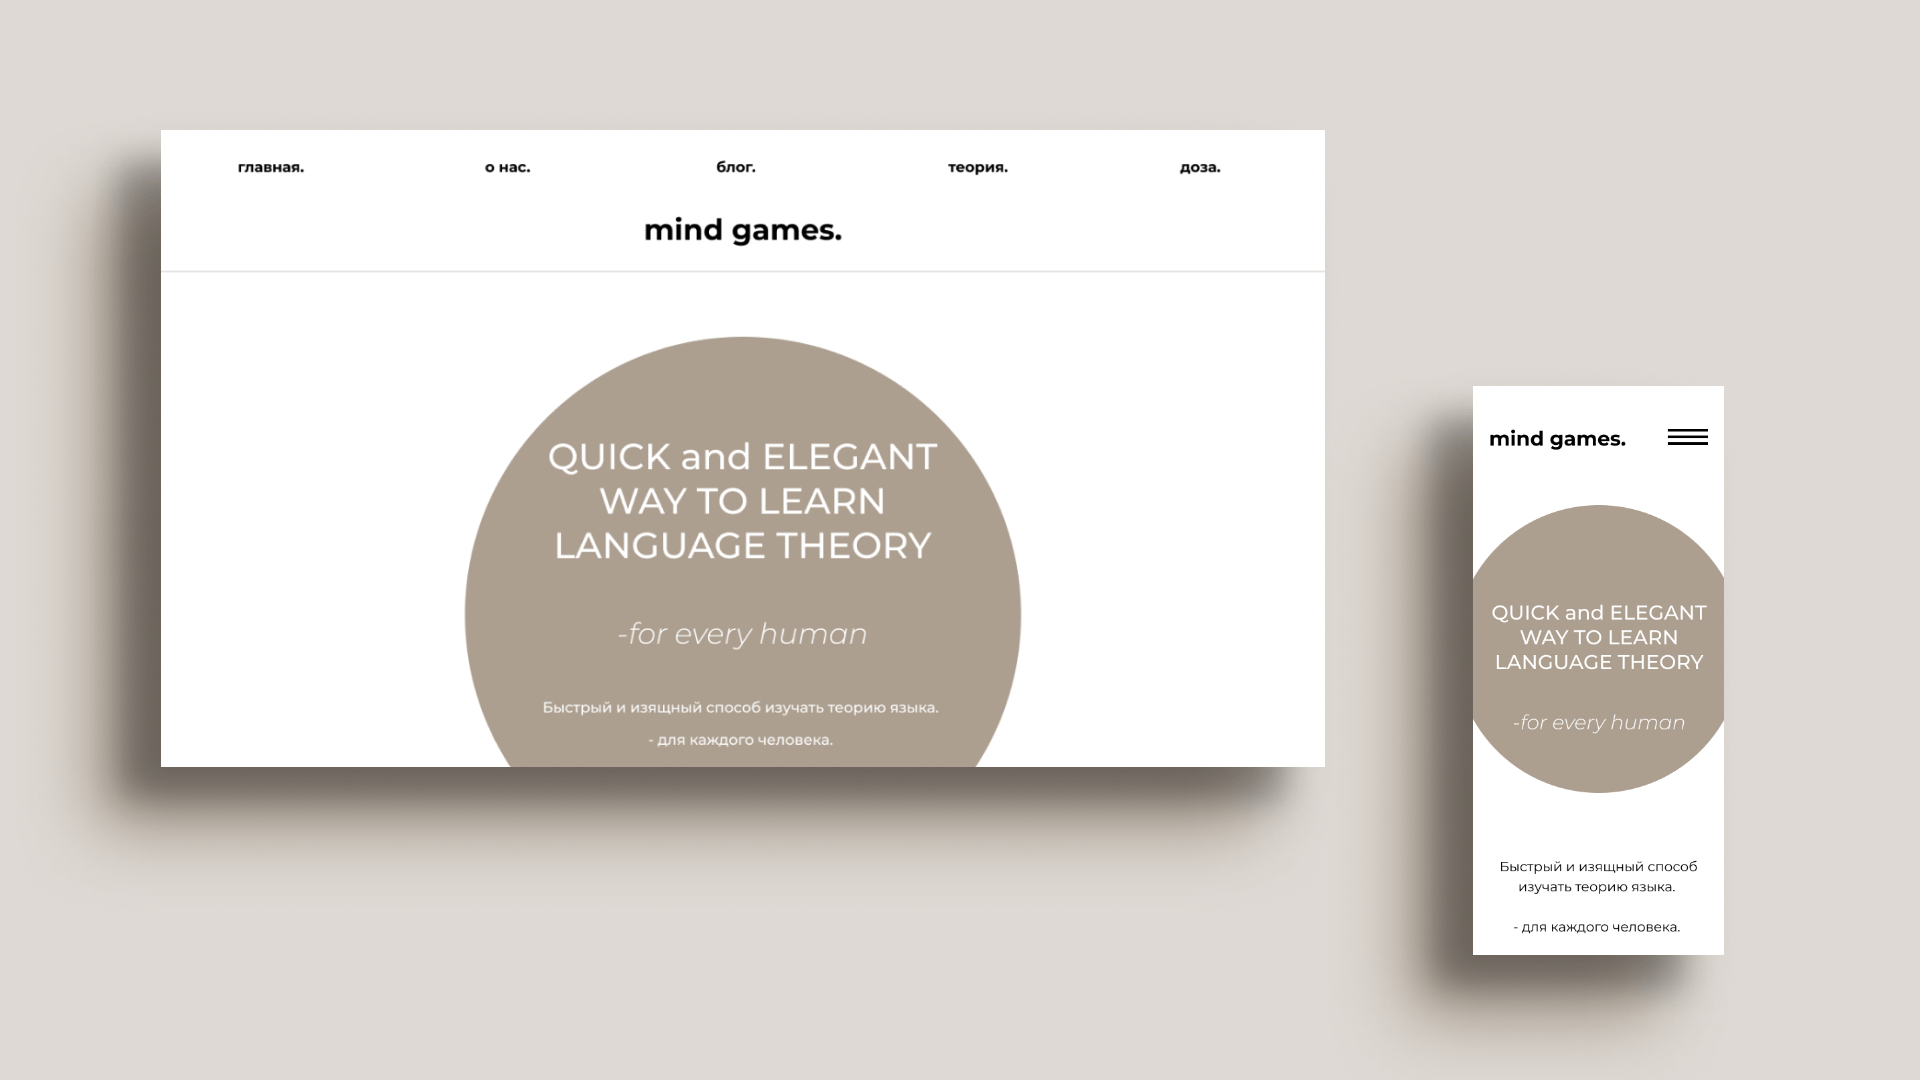 главная. о нас. блог. теория. доза.
mind games.
QUICK and ELEGANT
WAY TO LEARN
LANGUAGE THEORY
-for every human
Быстрый и изящный способ изучать теорию языка.
- для каждого человека.
mind games.
QUICK and ELEGANT
WAY TO LEARN
LANGUAGE THEORY
-for every human
Быстрый и изящный способ
изучать теорию языка.
- для каждого человека.